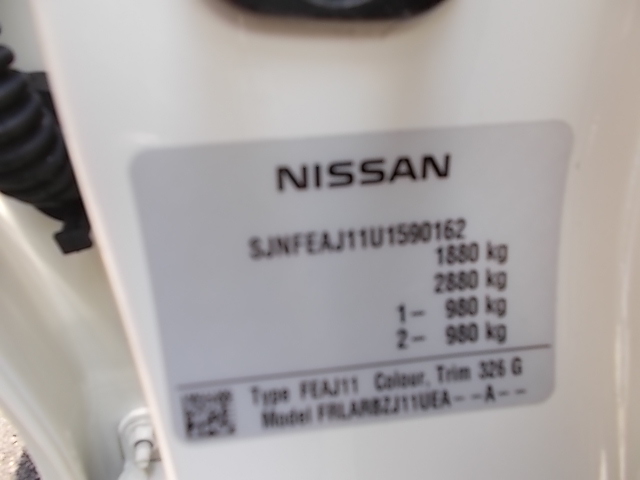 NISSAN
SJNFEAJ11U1590162
1880 kg
2880 kg
1- 980 kg
2- 980 kg
Type FEAJ11 Colour, Trim 326 G
Model FRLARBZJ11UEA--A--